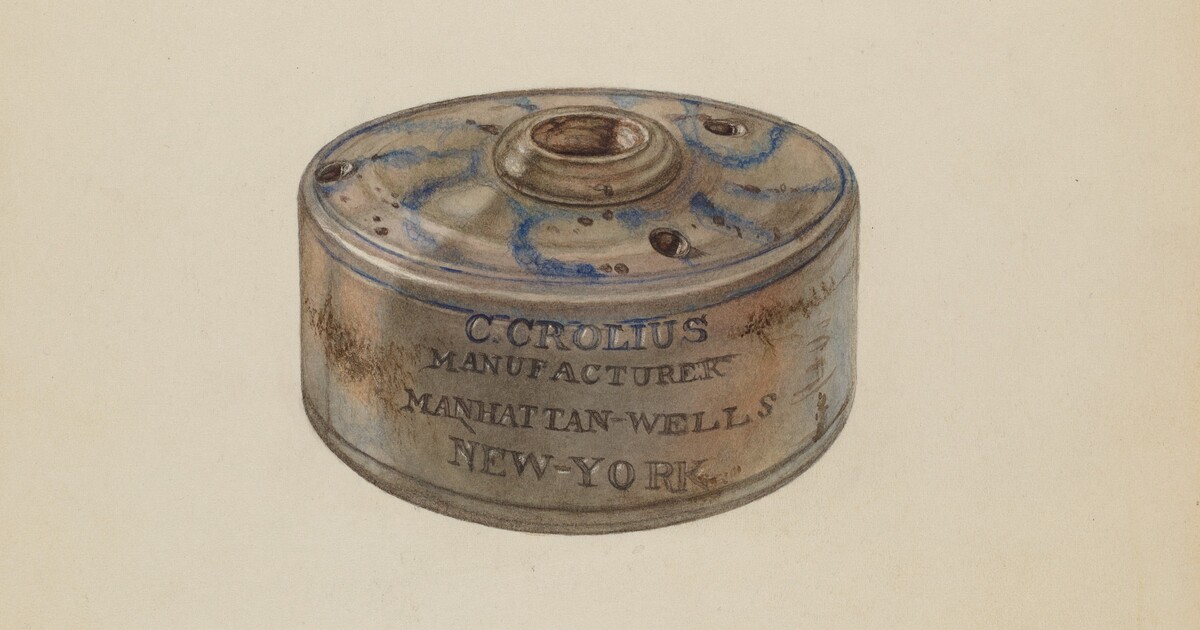 C. CROLIUS
MANUFACTURER
MANHATTAN-WELLS
NEW-YORK